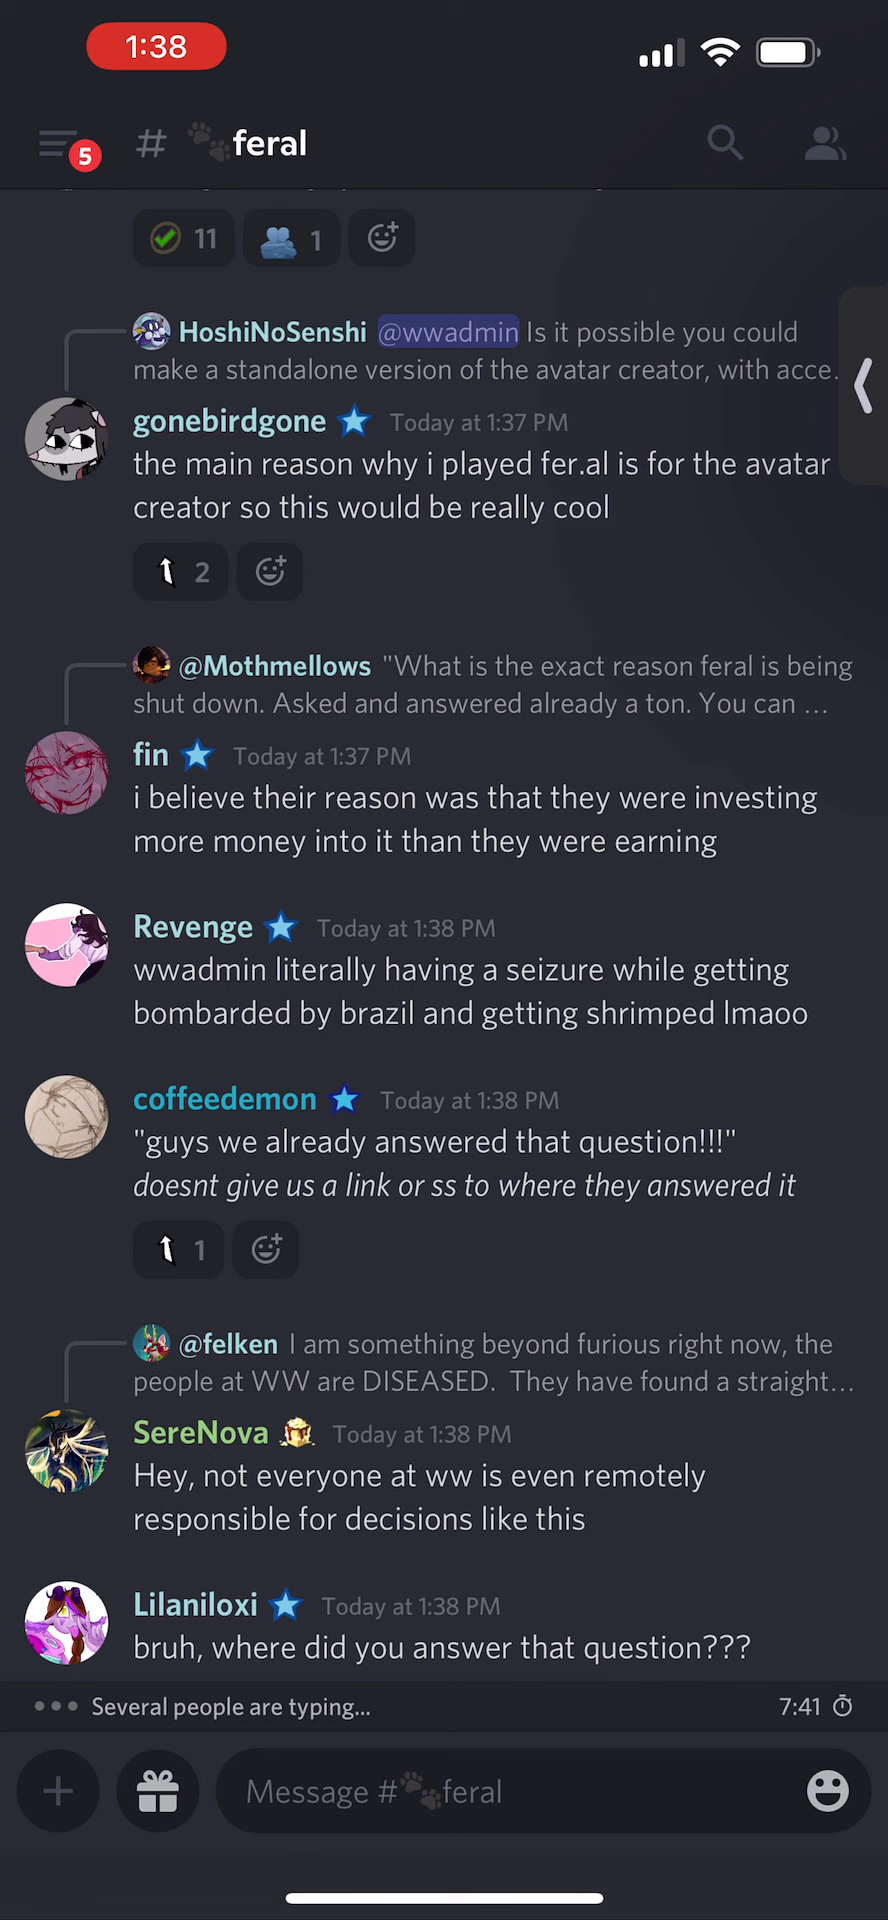 1:38
5
# feral
11 1
HoshiNoSenshi @wwadmin Is it possible you could
make a standalone version of the avatar creator, with acce...
gonebirdgone Today at 1:37 PM
the main reason why i played fer.al is for the avatar
creator so this would be really cool
2
@Mothmellows "What is the exact reason feral is being
shut down. Asked and answered already a ton. You can ...
fin Today at 1:37 PM
i believe their reason was that they were investing
more money into it than they were earning
Revenge Today at 1:38 PM
wwadmin literally having a seizure while getting
bombarded by brazil and getting shrimped lmaoo
coffeedemon Today at 1:38 PM
"guys we already answered that question!!!"
doesnt give us a link or ss to where they answered it
1
@felken I am something beyond furious right now, the
people at WW are DISEASED. They have found a straight...
SereNova Today at 1:38 PM
Hey, not everyone at ww is even remotely
responsible for decisions like this
Lilaniloxi Today at 1:38 PM
bruh, where did you answer that question???
Several people are typing... 7:41
Message # feral